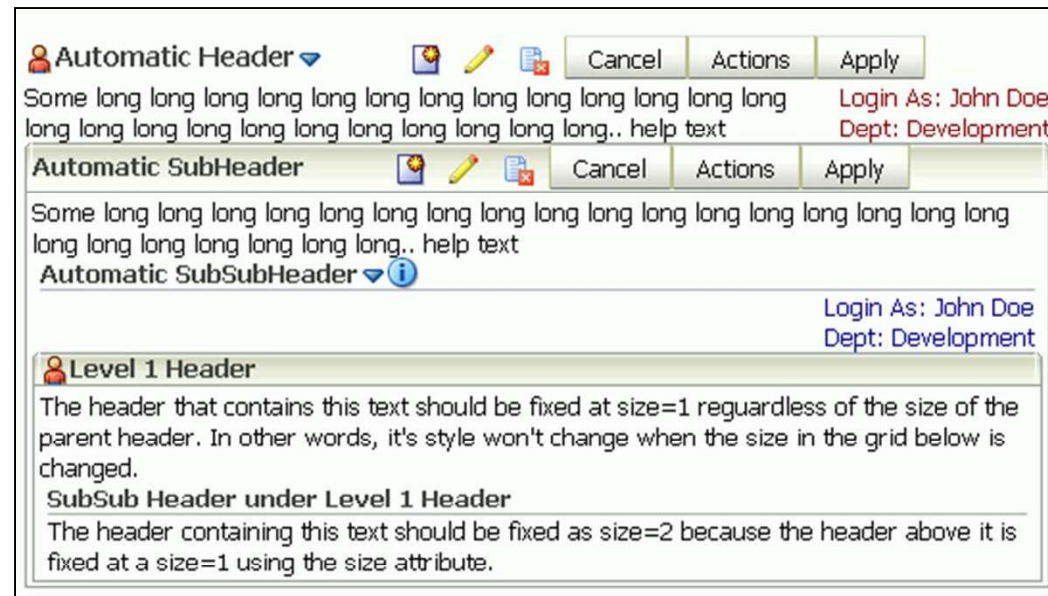 Automatic Header Cancel Actions Apply
Some long long long long long long long long long long long long long
long long long long long long long long long long long.. help text
Login As: John Doe
Dept: Development
Automatic SubHeader Cancel Actions Apply
Some long long long long long long long long long long long long long long long long long
long long long long long long long.. help text
Automatic SubSubHeader
Login As: John Doe
Dept: Development
Level 1 Header
The header that contains this text should be fixed at size=1 reguardless of the size of the
parent header. In other words, it's style won't change when the size in the grid below is
changed.
SubSub Header under Level 1 Header
The header containing this text should be fixed as size=2 because the header above it is
fixed at a size=1 using the size attribute.